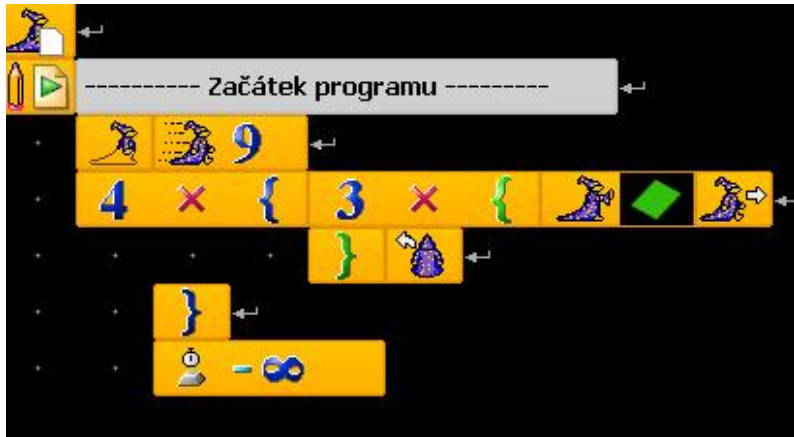 ---------- Začátek programu ---------
9
4 × { 3 × {
}
}
- ∞